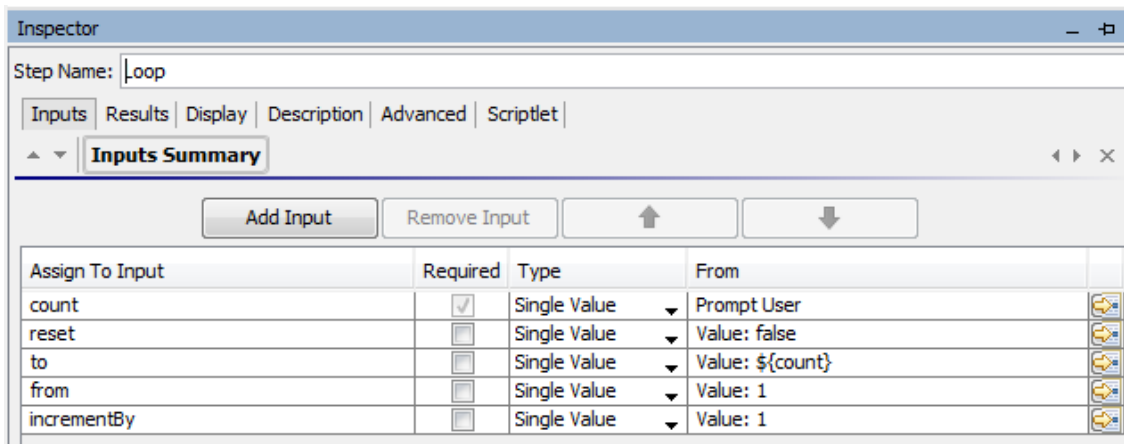 Inspector
Step Name: Loop
Inputs Results Display Description Advanced Scriptlet
Inputs Summary
Add Input Remove Input
Assign To Input Required Type From
count Single Value Prompt User
reset Single Value Value: false
to Single Value Value: ${count}
from Single Value Value: 1
incrementBy Single Value Value: 1